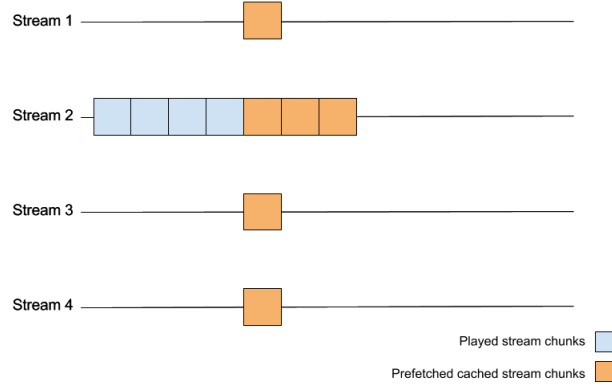 Stream 1
Stream 2
Stream 3
Stream 4
Played stream chunks
Prefetched cached stream chunks